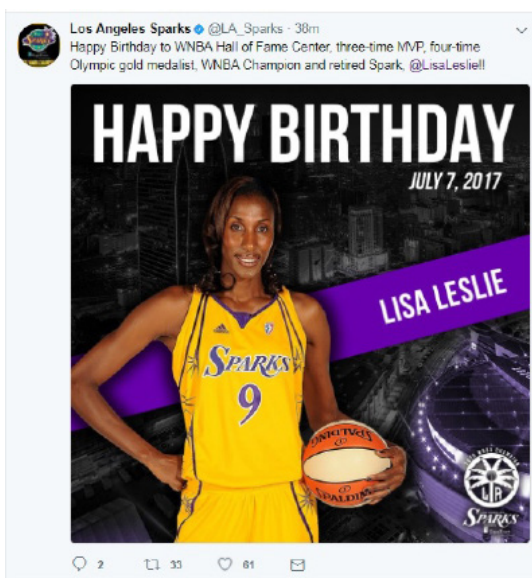 Los Angeles Sparks @LA_Sparks · 38m
Happy Birthday to WNBA Hall of Fame Center, three-time MVP, four-time
Olympic gold medalist, WNBA Champion and retired Spark, @LisaLeslie!!
HAPPY BIRTHDAY
JULY 7, 2017
LISA LESLIE
SPARKS
9
SPALDING
SPARKS
2 33 61